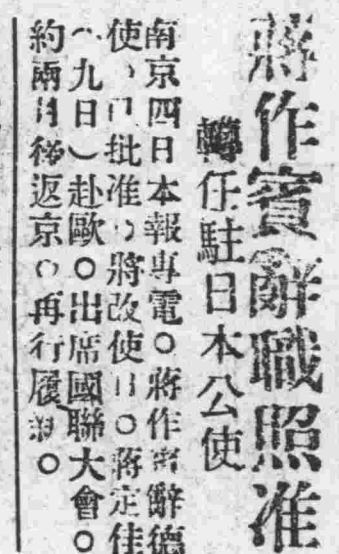 蔣作賓辭職照准
轉任駐日本公使
南京四日本報專電○蔣作賓辭德
使、已批准、將改使日○蔣定佳
(九日)赴歐○出席國聯大會○
約兩月後返京○再行履新○